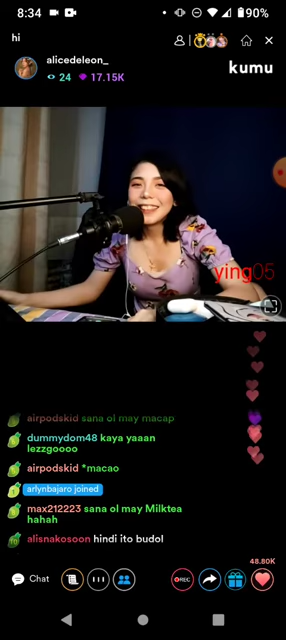 8:34
90%
hi
alicedeleon_
24 17.15K
kumu
ying05
airpodskid sana ol may macap
dummydom48 kaya yaaan
lezzgoooo
airpodskid *macao
arlynbajaro joined
max212223 sana ol may Milktea
hahah
alisnakosoon hindi ito budol
48.80K
Chat
REC